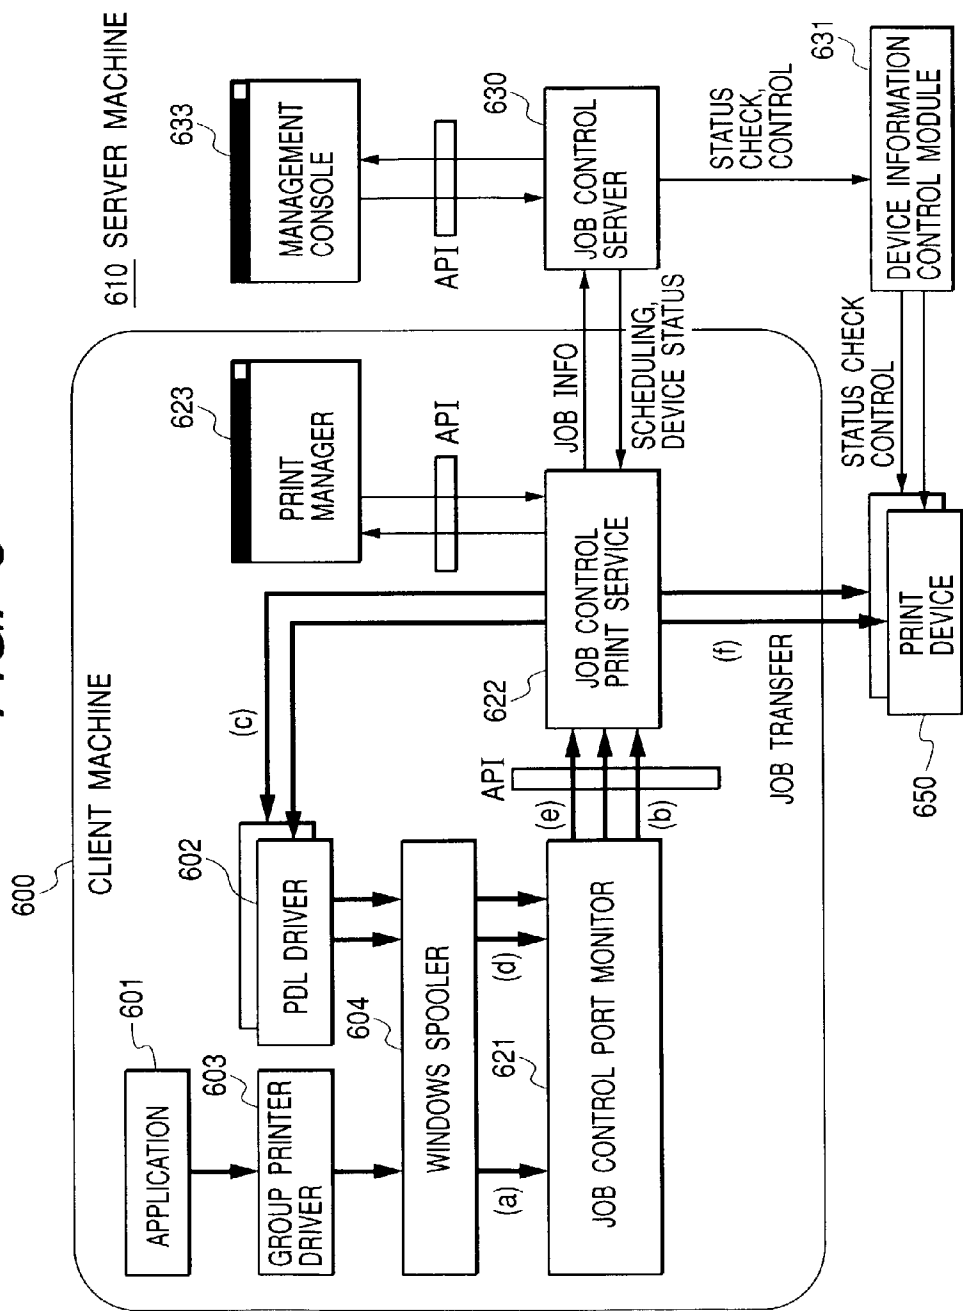 600
CLIENT MACHINE
601
APPLICATION
603
GROUP PRINTER
DRIVER
602
PDL DRIVER
(c)
604
WINDOWS SPOOLER
(a)
(d)
621
JOB CONTROL PORT MONITOR
API
(e)
(b)
622
JOB CONTROL
PRINT SERVICE
623
PRINT
MANAGER
API
JOB INFO
SCHEDULING,
DEVICE STATUS
(f)
JOB TRANSFER
610 SERVER MACHINE
633
MANAGEMENT
CONSOLE
API
630
JOB CONTROL
SERVER
STATUS
CHECK,
CONTROL
631
DEVICE INFORMATION
CONTROL MODULE
STATUS CHECK
CONTROL
PRINT
DEVICE
650